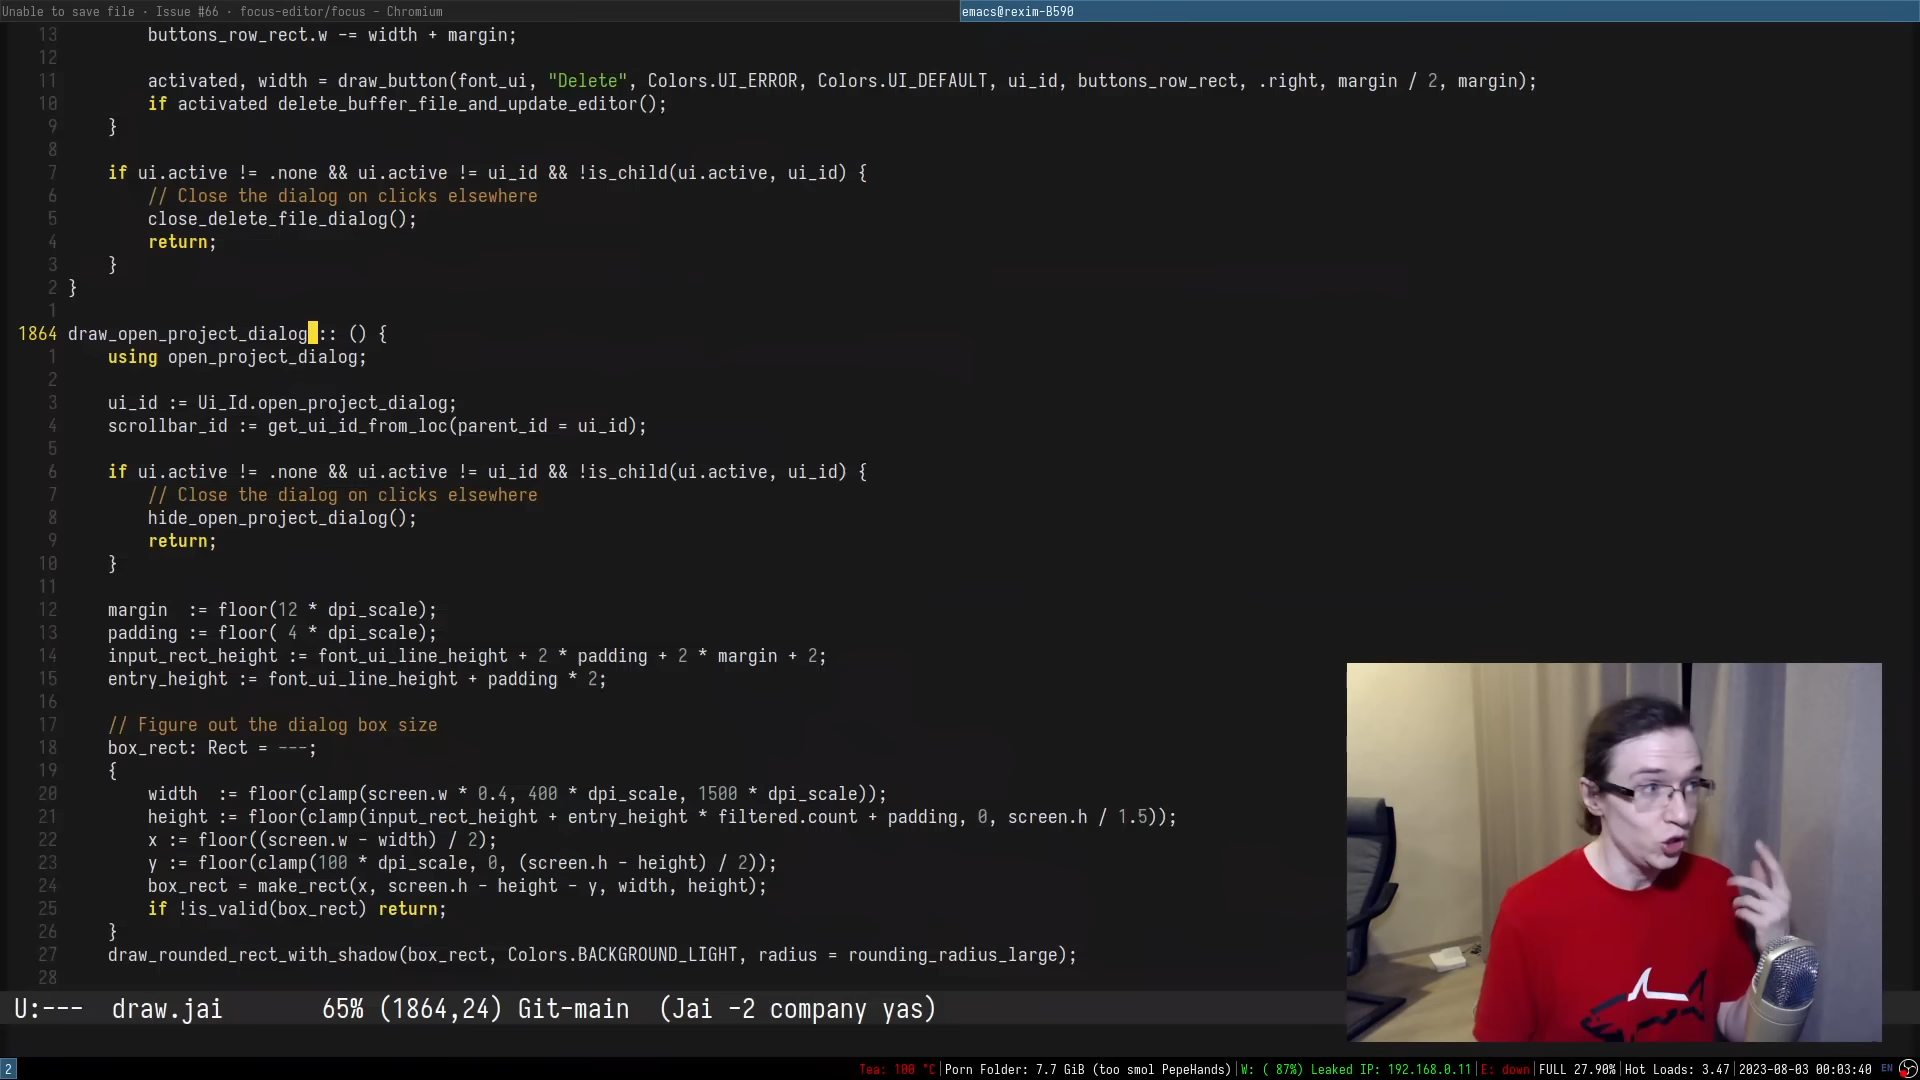 Unable to save file · Issue #66 · focus-editor/focus - Chromium
emacs@rexim-B590
13 buttons_row_rect.w -= width + margin;
12
11 activated, width = draw_button(font_ui, "Delete", Colors.UI_ERROR, Colors.UI_DEFAULT, ui_id, buttons_row_rect, .right, margin / 2, margin);
10 if activated delete_buffer_file_and_update_editor();
9 }
8
7 if ui.active != .none && ui.active != ui_id && !is_child(ui.active, ui_id) {
6 // Close the dialog on clicks elsewhere
5 close_delete_file_dialog();
4 return;
3 }
2 }
1
1864 draw_open_project_dialog :: () {
1 using open_project_dialog;
2
3 ui_id := Ui_Id.open_project_dialog;
4 scrollbar_id := get_ui_id_from_loc(parent_id = ui_id);
5
6 if ui.active != .none && ui.active != ui_id && !is_child(ui.active, ui_id) {
7 // Close the dialog on clicks elsewhere
8 hide_open_project_dialog();
9 return;
10 }
11
12 margin  := floor(12 * dpi_scale);
13 padding := floor( 4 * dpi_scale);
14 input_rect_height := font_ui_line_height + 2 * padding + 2 * margin + 2;
15 entry_height := font_ui_line_height + padding * 2;
16
17 // Figure out the dialog box size
18 box_rect: Rect = ---;
19 {
20 width  := floor(clamp(screen.w * 0.4, 400 * dpi_scale, 1500 * dpi_scale));
21 height := floor(clamp(input_rect_height + entry_height * filtered.count + padding, 0, screen.h / 1.5));
22 x := floor((screen.w - width) / 2);
23 y := floor(clamp(100 * dpi_scale, 0, (screen.h - height) / 2));
24 box_rect = make_rect(x, screen.h - height - y, width, height);
25 if !is_valid(box_rect) return;
26 }
27 draw_rounded_rect_with_shadow(box_rect, Colors.BACKGROUND_LIGHT, radius = rounding_radius_large);
28
U:--- draw.jai 65% (1864,24) Git-main (Jai -2 company yas)
2
Tea: 100 °C|Porn Folder: 7.7 GiB (too smol PepeHands)|W: ( 87%) Leaked IP: 192.168.0.11|E: down|FULL 27.90%|Hot Loads: 3.47|2023-08-03 00:03:40 EN